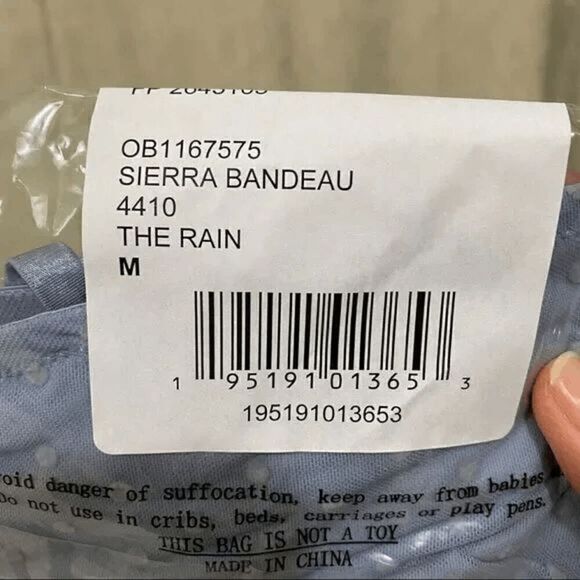 OB1167575
SIERRA BANDEAU
4410
THE RAIN
M
1 95191 01365 3
195191013653
danger of suffocation, keep away from babies
Do not use in cribs, beds, carriages or play pens.
THIS BAG IS NOT A TOY
MADE IN CHINA